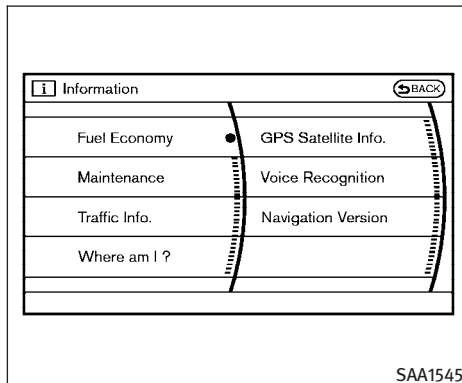 i Information
BACK
Fuel Economy
GPS Satellite Info.
Maintenance
Voice Recognition
Traffic Info.
Navigation Version
Where am I ?
SAA1545